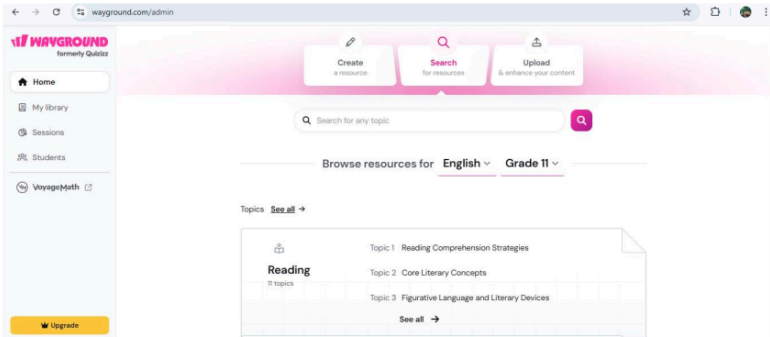 wayground.com/admin
WAYGROUND
formerly Quizizz
Home
My library
Sessions
Students
VoyageMath
Upgrade
Create
a resource
Search
for resources
Upload
& enhance your content
Search for any topic
Browse resources for English Grade 11
Topics See all →
Reading
11 topics
Topic 1 Reading Comprehension Strategies
Topic 2 Core Literary Concepts
Topic 3 Figurative Language and Literary Devices
See all →